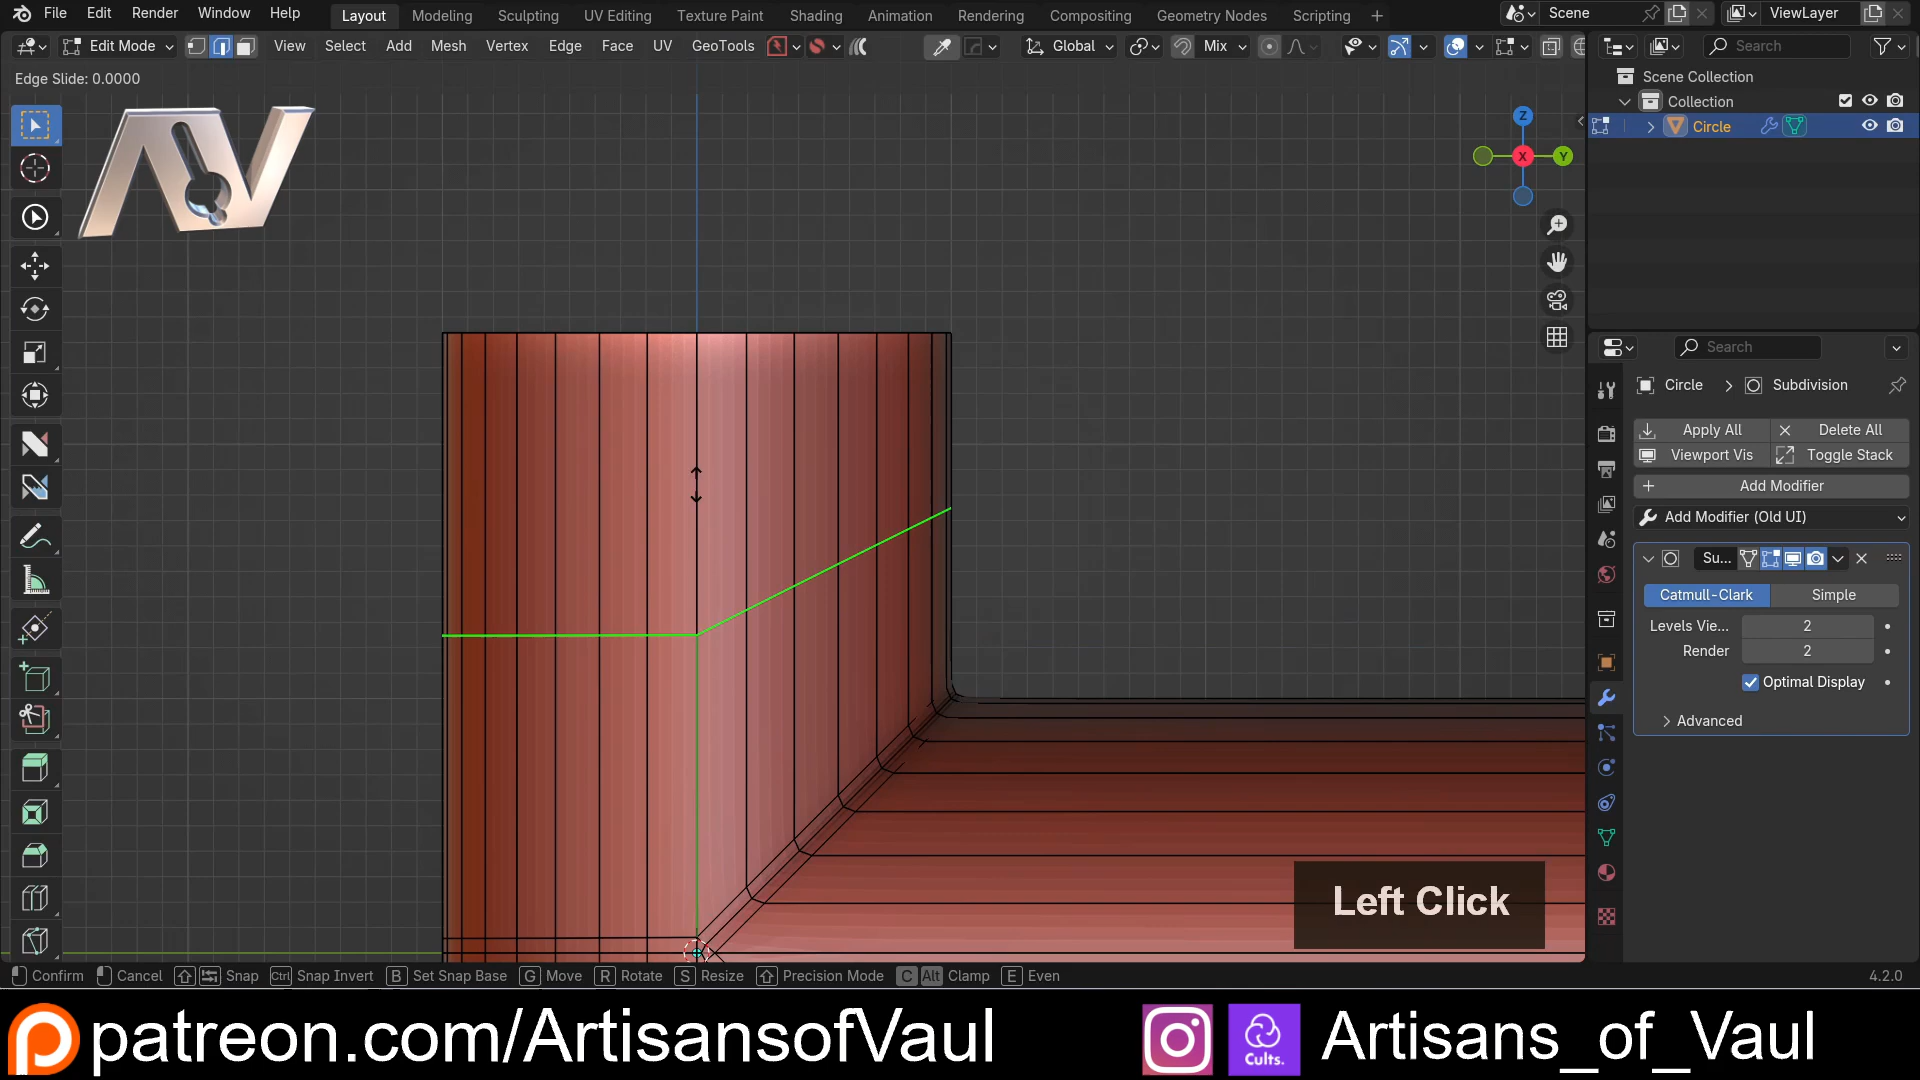 File Edit Render Window Help Layout Modeling Sculpting UV Editing Texture Paint Shading Animation Rendering Compositing Geometry Nodes Scripting + Scene ViewLayer
Edit Mode View Select Add Mesh Vertex Edge Face UV GeoTools Global Mix Search
Edge Slide: 0.0000
Scene Collection
Collection
Circle
AV
Z
X
Y
Search
Circle > Subdivision
Apply All Delete All
Viewport Vis Toggle Stack
Add Modifier
Add Modifier (Old UI)
Su...
Catmull-Clark Simple
Levels Vie... 2
Render 2
Optimal Display
Advanced
Left Click
Confirm Cancel Snap Ctrl Snap Invert B Set Snap Base G Move R Rotate S Resize Precision Mode C Alt Clamp E Even 4.2.0
patreon.com/ArtisansofVaul Cults. Artisans_of_Vaul